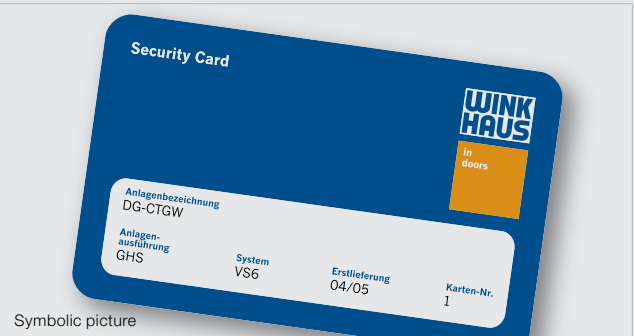 Security Card
WINK
HAUS
in
doors
Anlagenbezeichnung
DG-CTGW
Anlagen-
ausführung
GHS
System
VS6
Erstlieferung
04/05
Karten-Nr.
1
Symbolic picture